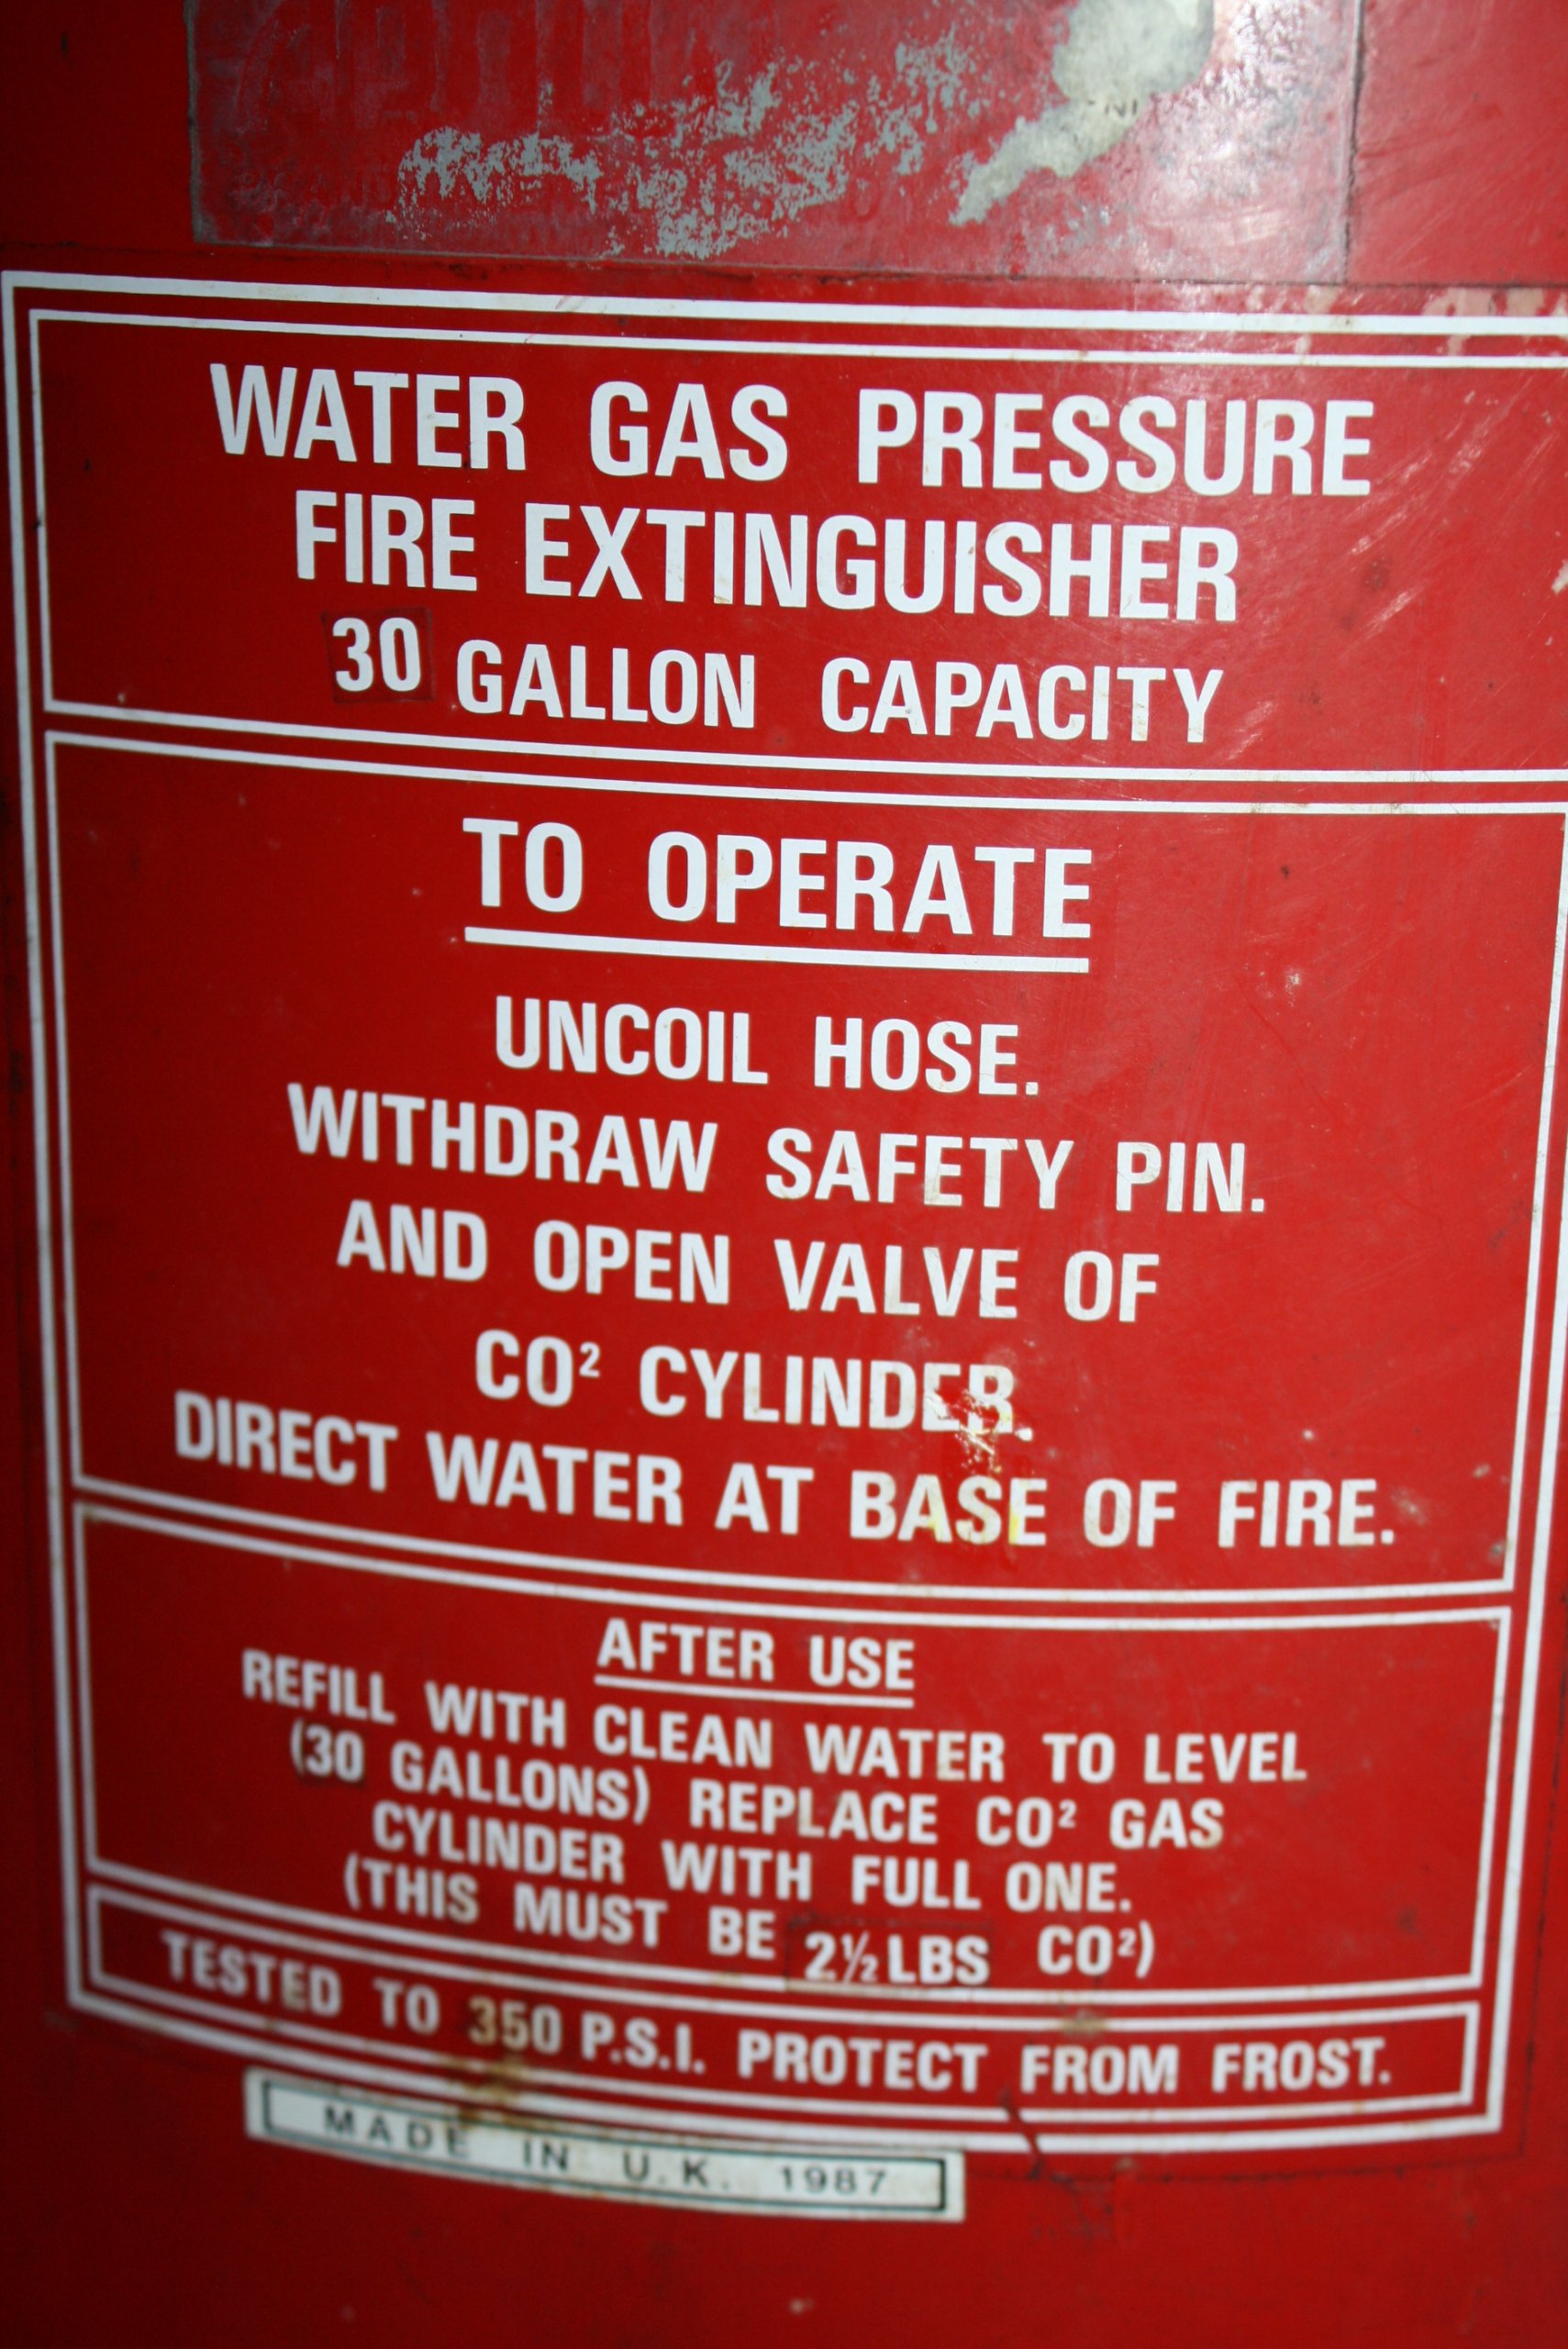 WATER GAS PRESSURE
FIRE EXTINGUISHER
30 GALLON CAPACITY
TO OPERATE
UNCOIL HOSE.
WITHDRAW SAFETY PIN.
AND OPEN VALVE OF
CO² CYLINDER.
DIRECT WATER AT BASE OF FIRE.
AFTER USE
REFILL WITH CLEAN WATER TO LEVEL
(30 GALLONS) REPLACE CO² GAS
CYLINDER WITH FULL ONE.
(THIS MUST BE 2½ LBS CO²)
TESTED TO 350 P.S.I. PROTECT FROM FROST.
MADE IN U.K. 1987